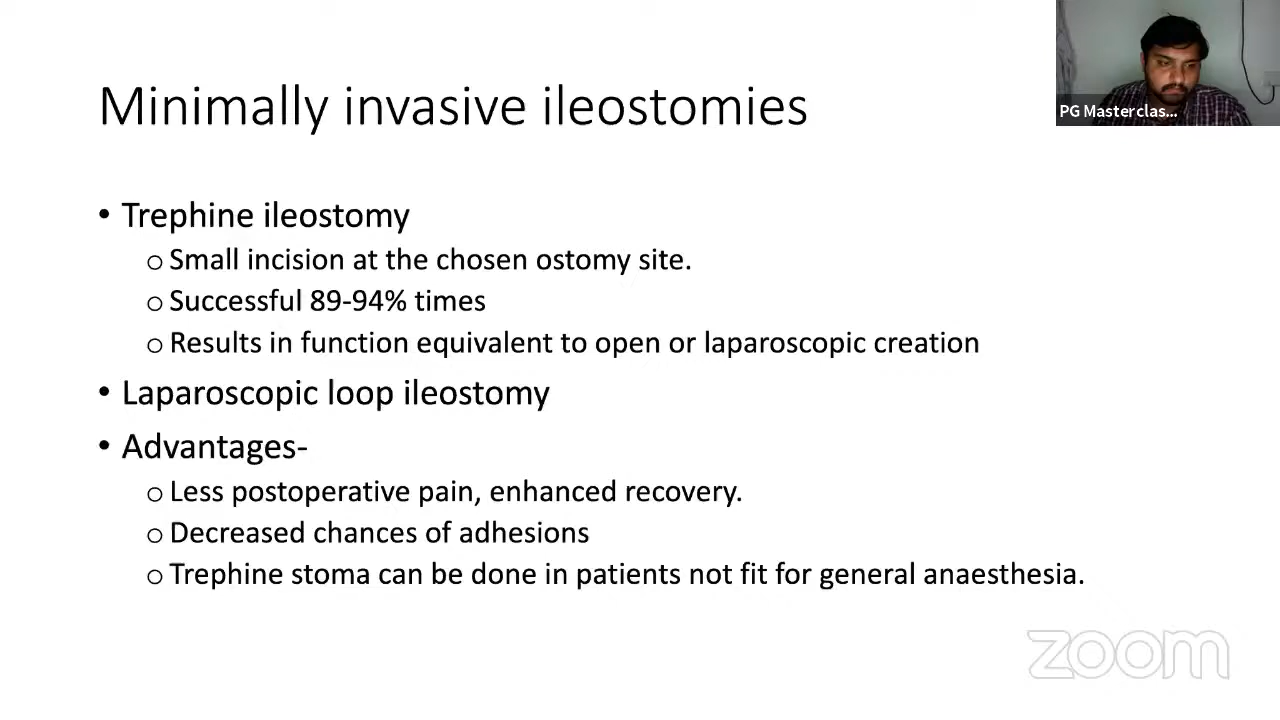 Minimally invasive ileostomies
PG Masterclas...
• Trephine ileostomy
o Small incision at the chosen ostomy site.
o Successful 89-94% times
o Results in function equivalent to open or laparoscopic creation
• Laparoscopic loop ileostomy
• Advantages-
o Less postoperative pain, enhanced recovery.
o Decreased chances of adhesions
o Trephine stoma can be done in patients not fit for general anaesthesia.
zoom